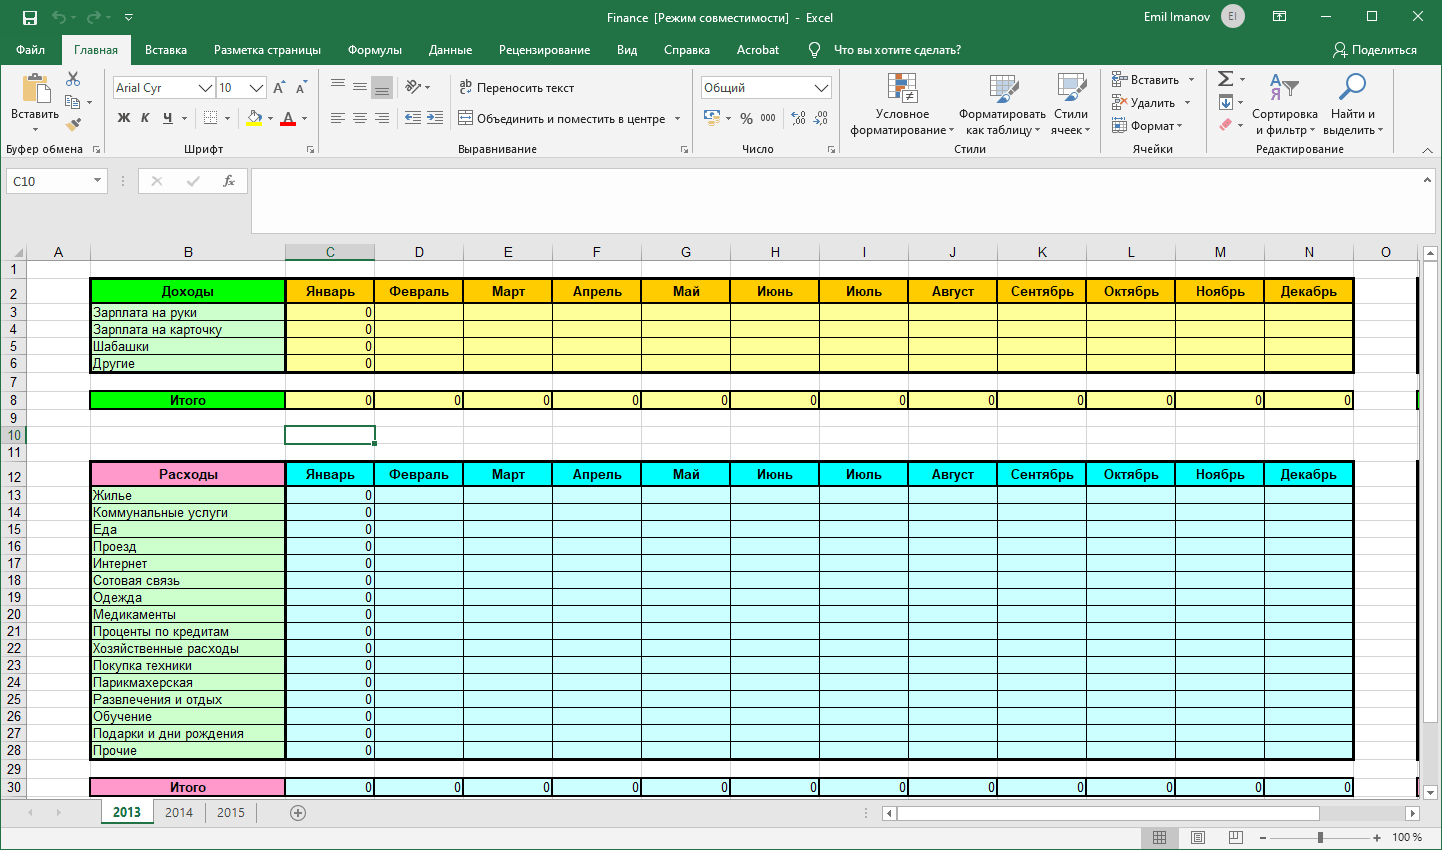 Finance [Режим совместимости] - Excel
Emil Imanov EI
Файл Главная Вставка Разметка страницы Формулы Данные Рецензирование Вид Справка Acrobat Что вы хотите сделать? Поделиться
Вставить
Буфер обмена
Arial Cyr 10
Ж К Ч
Шрифт
Переносить текст
Объединить и поместить в центре
Выравнивание
Общий
% 000
Число
Условное форматирование
Форматировать как таблицу
Стили ячеек
Стили
Вставить
Удалить
Формат
Ячейки
Сортировка и фильтр
Найти и выделить
Редактирование
C10 fx
A B C D E F G H I J K L M N O
1
2 Доходы Январь Февраль Март Апрель Май Июнь Июль Август Сентябрь Октябрь Ноябрь Декабрь
3 Зарплата на руки 0
4 Зарплата на карточку 0
5 Шабашки 0
6 Другие 0
7
8 Итого 0 0 0 0 0 0 0 0 0 0 0 0
9
10
11
12 Расходы Январь Февраль Март Апрель Май Июнь Июль Август Сентябрь Октябрь Ноябрь Декабрь
13 Жилье 0
14 Коммунальные услуги 0
15 Еда 0
16 Проезд 0
17 Интернет 0
18 Сотовая связь 0
19 Одежда 0
20 Медикаменты 0
21 Проценты по кредитам 0
22 Хозяйственные расходы 0
23 Покупка техники 0
24 Парикмахерская 0
25 Развлечения и отдых 0
26 Обучение 0
27 Подарки и дни рождения 0
28 Прочие 0
29
30 Итого 0 0 0 0 0 0 0 0 0 0 0 0
2013 2014 2015
100 %